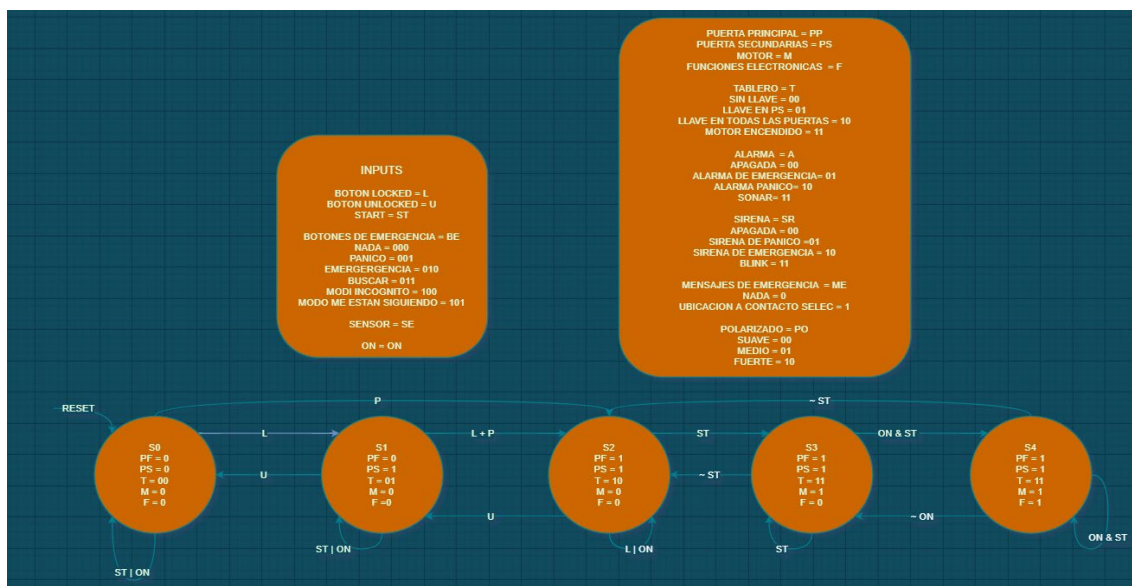 PUERTA PRINCIPAL = PP
PUERTA SECUNDARIAS = PS
MOTOR = M
FUNCIONES ELECTRONICAS = F
TABLERO = T
SIN LLAVE = 00
LLAVE EN PS = 01
LLAVE EN TODAS LAS PUERTAS = 10
MOTOR ENCENDIDO = 11
ALARMA = A
APAGADA = 00
ALARMA DE EMERGENCIA= 01
ALARMA PANICO= 10
SONAR= 11
SIRENA = SR
APAGADA = 00
SIRENA DE PANICO =01
SIRENA DE EMERGENCIA = 10
BLINK = 11
MENSAJES DE EMERGENCIA = ME
NADA = 0
UBICACION A CONTACTO SELEC = 1
POLARIZADO = PO
SUAVE = 00
MEDIO = 01
FUERTE = 10
INPUTS
BOTON LOCKED = L
BOTON UNLOCKED = U
START = ST
BOTONES DE EMERGENCIA = BE
NADA = 000
PANICO = 001
EMERGERGENCIA = 010
BUSCAR = 011
MODI INCOGNITO = 100
MODO ME ESTAN SIGUIENDO = 101
SENSOR = SE
ON = ON
RESET
P
~ ST
S0
PF = 0
PS = 0
T = 00
M = 0
F = 0
L
U
ST | ON
S1
PF = 0
PS = 1
T = 01
M = 0
F =0
L + P
U
ST | ON
S2
PF = 1
PS = 1
T = 10
M = 0
F = 0
ST
~ ST
L | ON
S3
PF = 1
PS = 1
T = 11
M = 1
F = 0
ON & ST
~ ON
ST
S4
PF = 1
PS = 1
T = 11
M = 1
F = 1
ON & ST